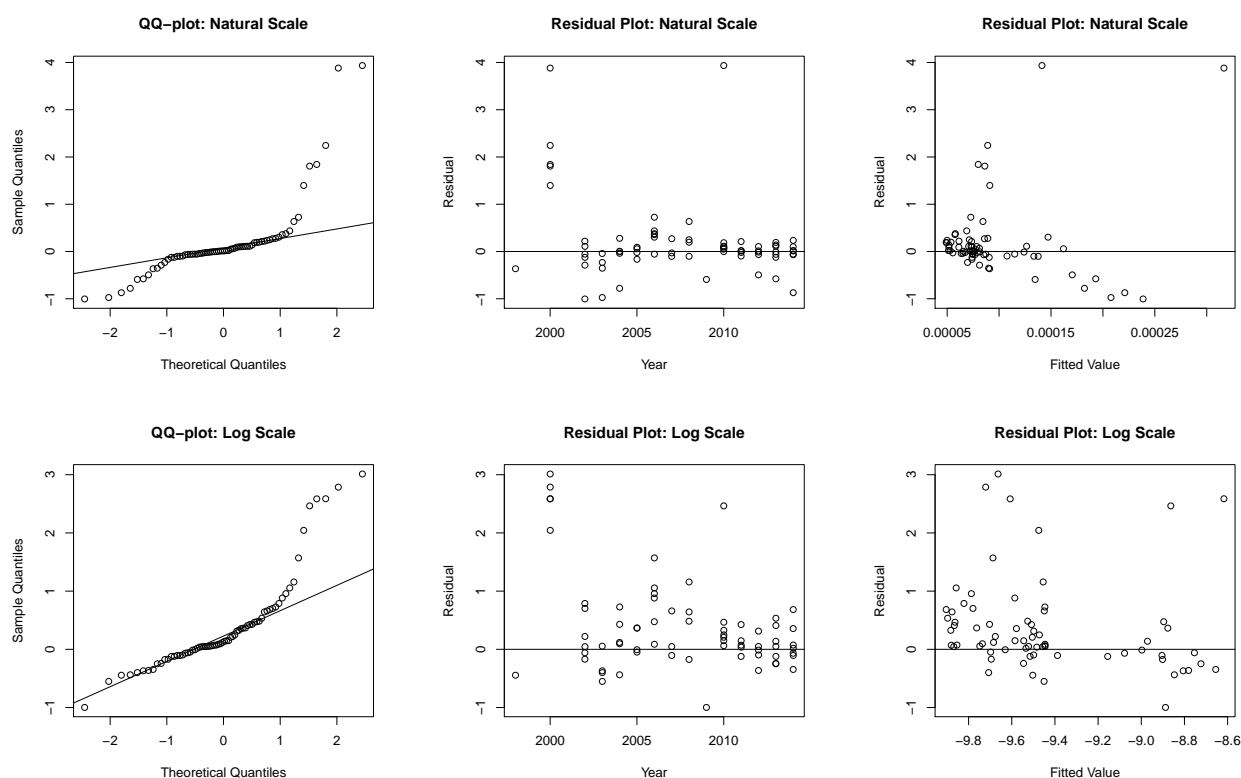 QQ−plot: Natural Scale
Sample Quantiles
4
3
2
1
0
−1
−2 −1 0 1 2
Theoretical Quantiles
Residual Plot: Natural Scale
Residual
4
3
2
1
0
−1
2000 2005 2010
Year
Residual Plot: Natural Scale
Residual
4
3
2
1
0
−1
0.00005 0.00015 0.00025
Fitted Value
QQ−plot: Log Scale
Sample Quantiles
3
2
1
0
−1
−2 −1 0 1 2
Theoretical Quantiles
Residual Plot: Log Scale
Residual
3
2
1
0
−1
2000 2005 2010
Year
Residual Plot: Log Scale
Residual
3
2
1
0
−1
−9.8 −9.6 −9.4 −9.2 −9.0 −8.8 −8.6
Fitted Value